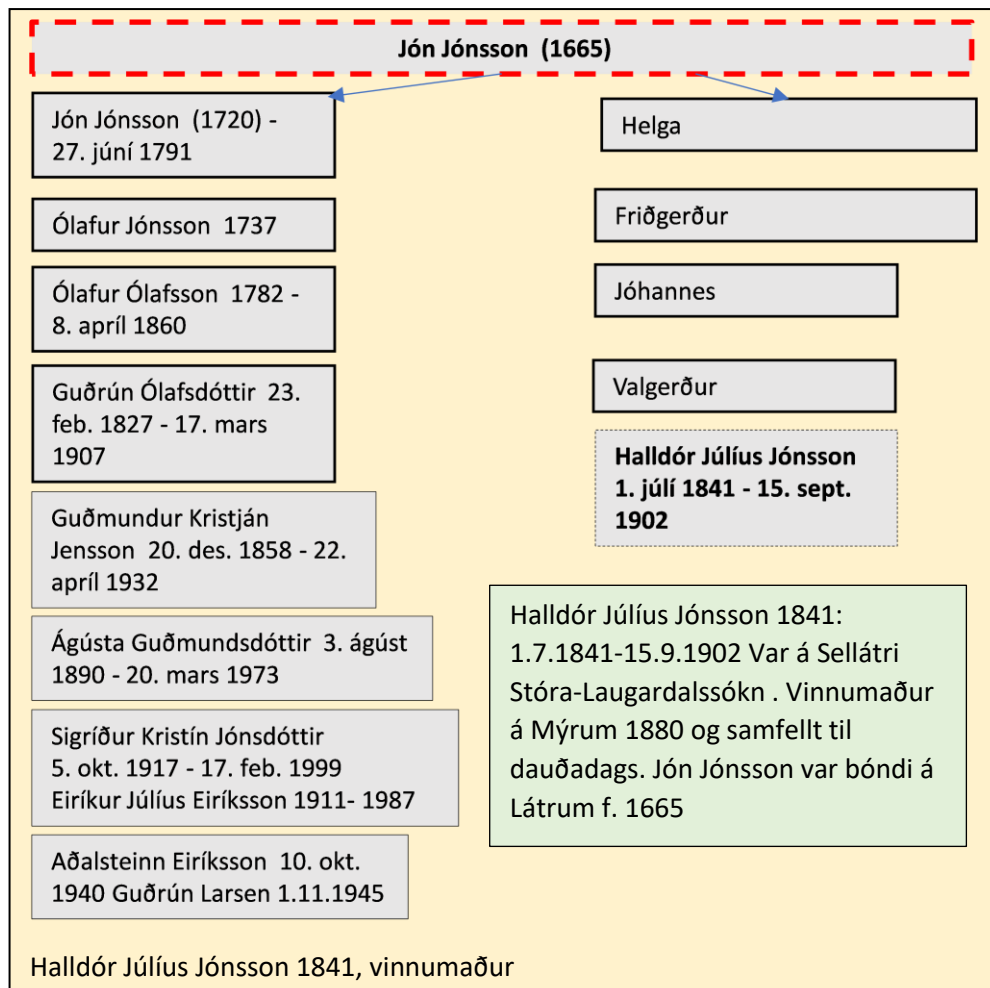 Jón Jónsson (1665)
Jón Jónsson (1720) -
27. júní 1791
Ólafur Jónsson 1737
Ólafur Ólafsson 1782 -
8. apríl 1860
Guðrún Ólafsdóttir 23.
feb. 1827 - 17. mars
1907
Guðmundur Kristján
Jensson 20. des. 1858 - 22.
apríl 1932
Ágústa Guðmundsdóttir 3. ágúst
1890 - 20. mars 1973
Sigríður Kristín Jónsdóttir
5. okt. 1917 - 17. feb. 1999
Eiríkur Júlíus Eiríksson 1911- 1987
Aðalsteinn Eiríksson 10. okt.
1940 Guðrún Larsen 1.11.1945
Helga
Friðgerður
Jóhannes
Valgerður
Halldór Júlíus Jónsson
1. júlí 1841 - 15. sept.
1902
Halldór Júlíus Jónsson 1841:
1.7.1841-15.9.1902 Var á Sellátri
Stóra-Laugardalssókn . Vinnumaður
á Mýrum 1880 og samfellt til
dauðadags. Jón Jónsson var bóndi á
Látrum f. 1665
Halldór Júlíus Jónsson 1841, vinnumaður